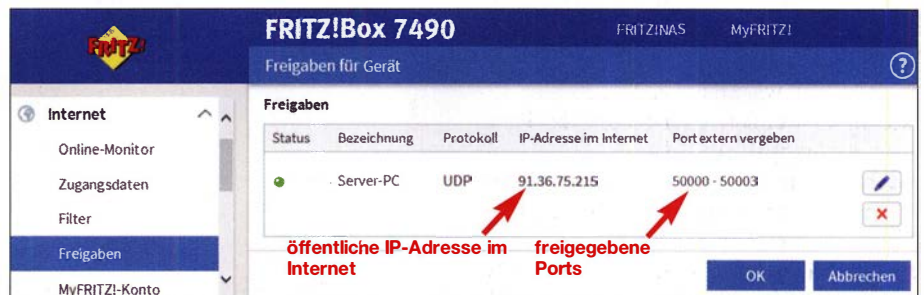 FRITZ!
FRITZ!Box 7490
FRITZ!NAS MyFRITZ!
Freigaben für Gerät
?
Internet
Online-Monitor
Zugangsdaten
Filter
Freigaben
MyFRITZ!-Konto
Freigaben
Status Bezeichnung Protokoll IP-Adresse im Internet Port extern vergeben
Server-PC UDP 91.36.75.215 50000 - 50003
öffentliche IP-Adresse im
Internet
freigegebene
Ports
OK Abbrechen